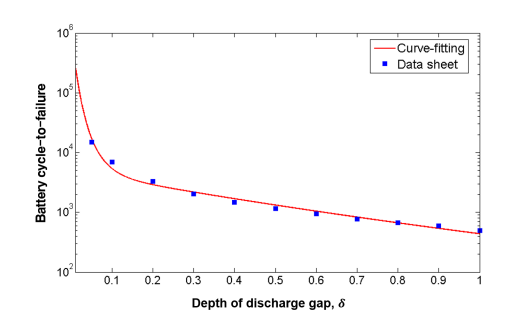 10^6
Curve-fitting
Data sheet
10^5
10^4
10^3
10^2
Battery cycle-to-failure
0.1 0.2 0.3 0.4 0.5 0.6 0.7 0.8 0.9 1
Depth of discharge gap, δ